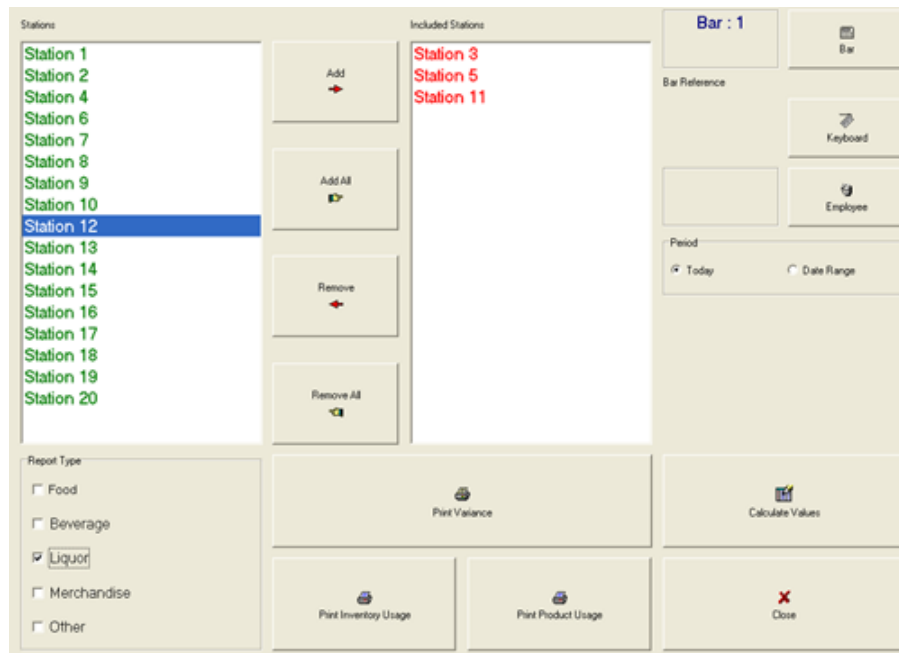 Stations
Station 1
Station 2
Station 4
Station 6
Station 7
Station 8
Station 9
Station 10
Station 12
Station 13
Station 14
Station 15
Station 16
Station 17
Station 18
Station 19
Station 20
Add
Add All
Remove
Remove All
Included Stations
Station 3
Station 5
Station 11
Bar : 1
Bar
Bar Reference
Keyboard
Employee
Period
Today
Date Range
Report Type
Food
Beverage
Liquor
Merchandise
Other
Print Variance
Calculate Values
Print Inventory Usage
Print Product Usage
Close